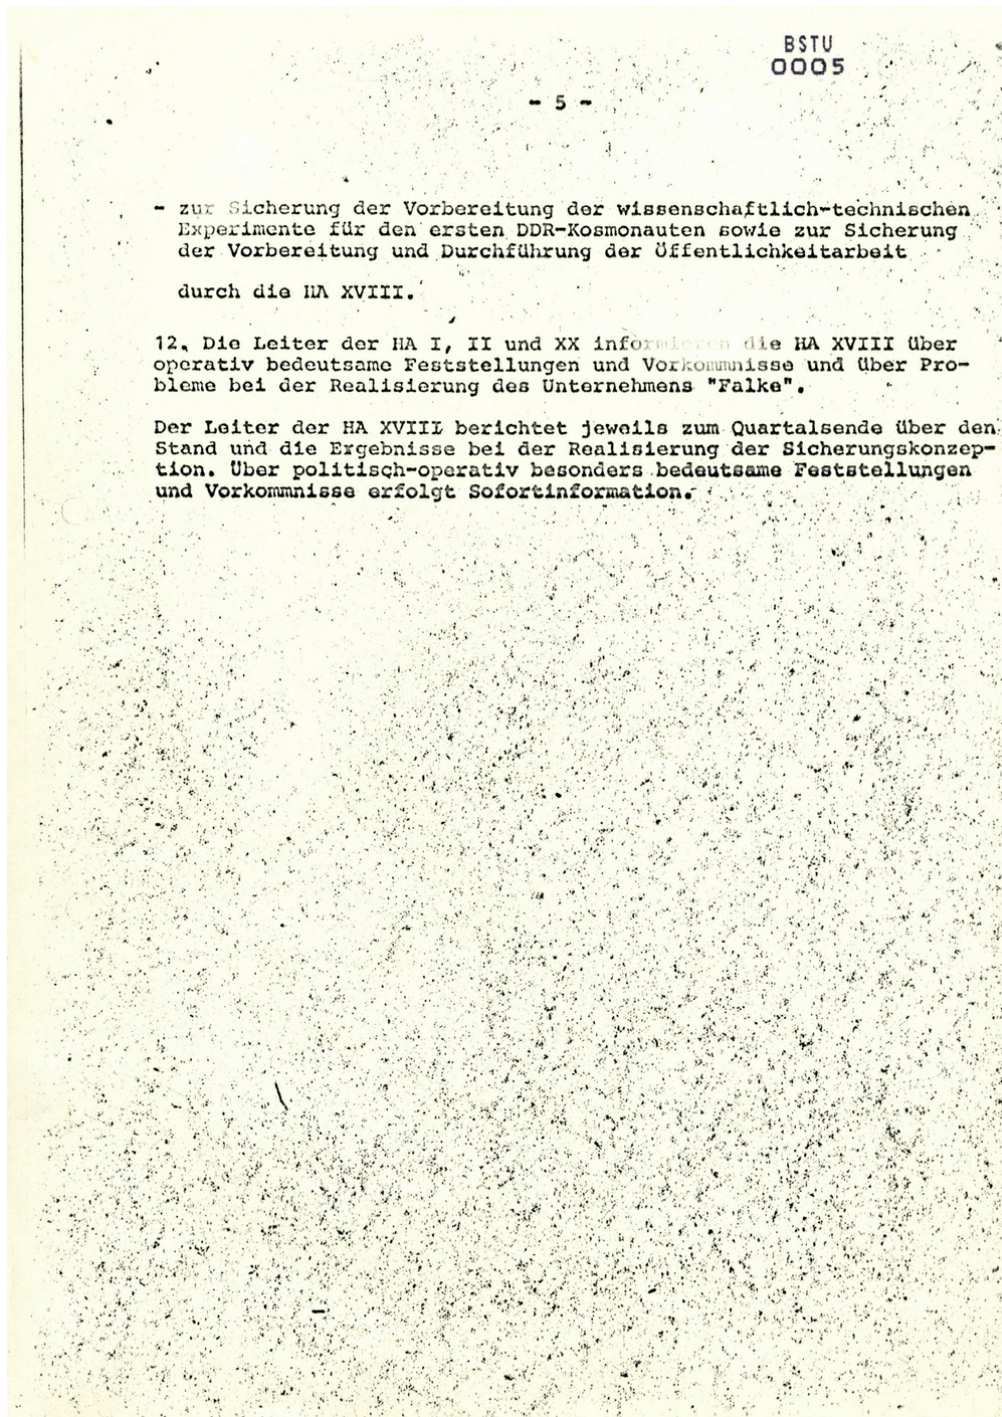 BSTU
0005
- 5 -
- zur Sicherung der Vorbereitung der wissenschaftlich-technischen
Experimente für den ersten DDR-Kosmonauten sowie zur Sicherung
der Vorbereitung und Durchführung der Öffentlichkeitarbeit
durch die HA XVIII.
12. Die Leiter der HA I, II und XX informieren die HA XVIII über
operativ bedeutsame Feststellungen und Vorkommnisse und über Pro-
bleme bei der Realisierung des Unternehmens "Falke".
Der Leiter der HA XVIII berichtet jeweils zum Quartalsende über den
Stand und die Ergebnisse bei der Realisierung der Sicherungskonzep-
tion. Über politisch-operativ besonders bedeutsame Feststellungen
und Vorkommnisse erfolgt Sofortinformation.